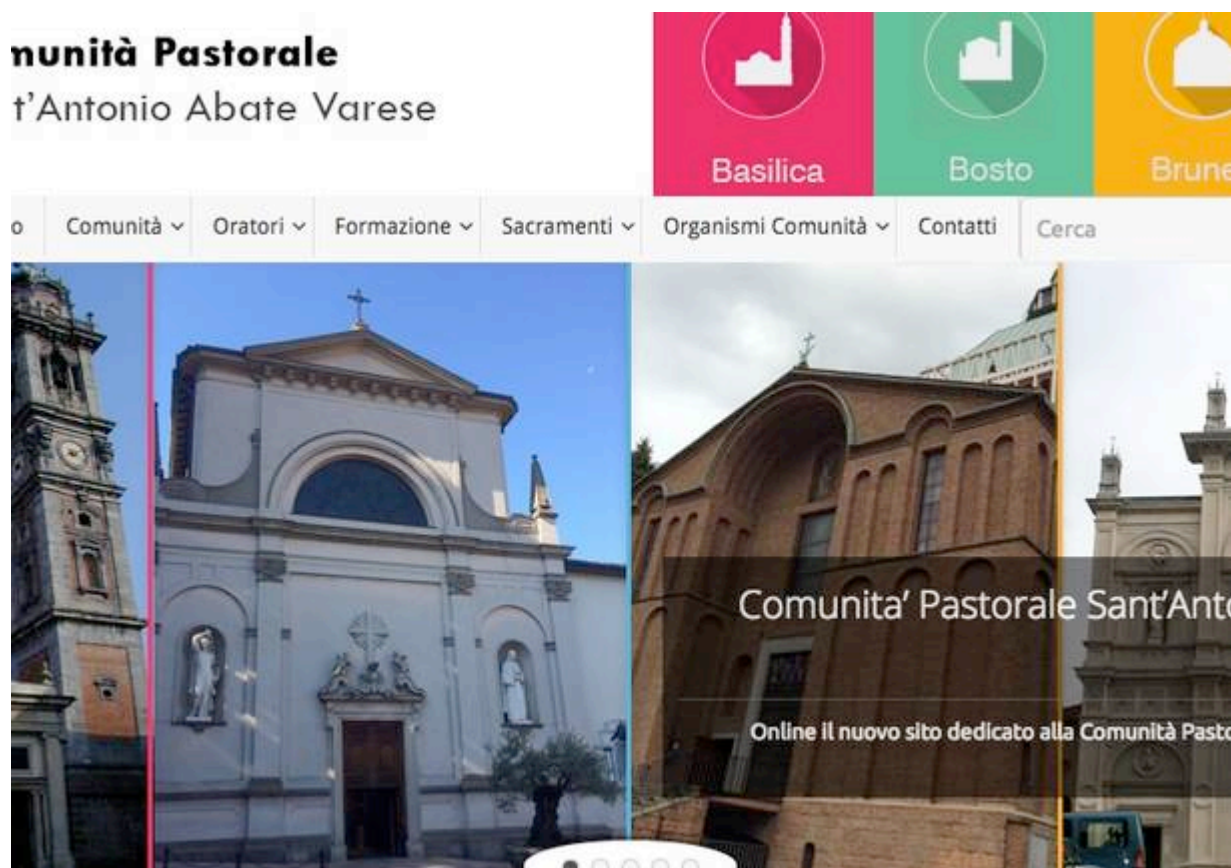 munità Pastorale
t'Antonio Abate Varese
Basilica
Bosto
Brune
o
Comunità
Oratori
Formazione
Sacramenti
Organismi Comunità
Contatti
Cerca
Comunita' Pastorale Sant'Ant
Online il nuovo sito dedicato alla Comunità Pasto